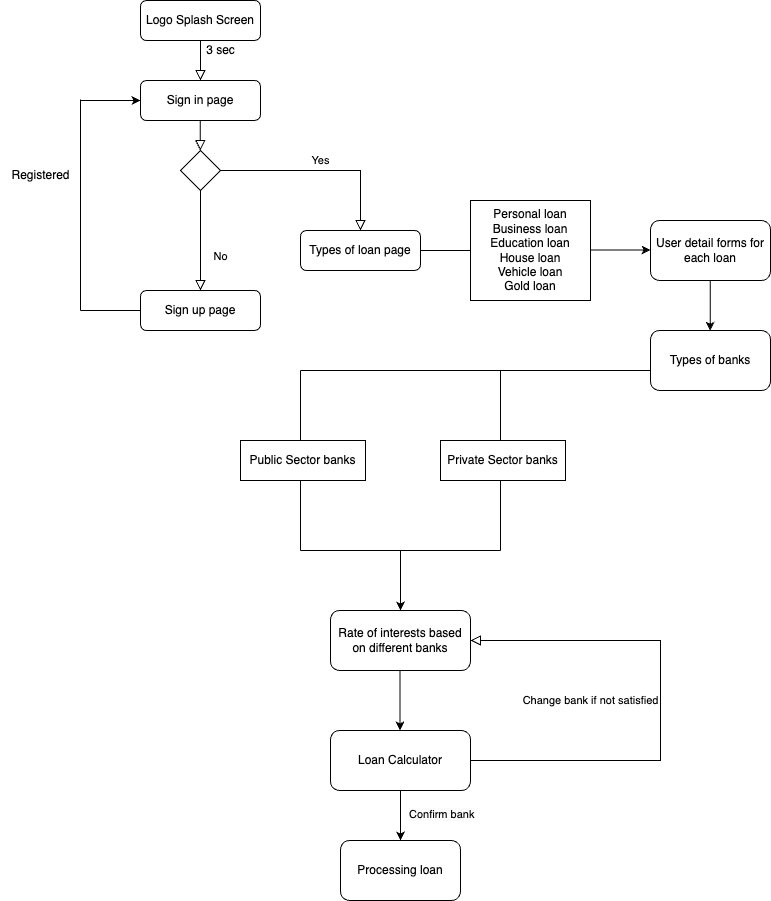 Logo Splash Screen
3 sec
Sign in page
Yes
Registered
No
Types of loan page
Personal loan
Business loan
Education loan
House loan
Vehicle loan
Gold loan
User detail forms for
each loan
Sign up page
Types of banks
Public Sector banks
Private Sector banks
Rate of interests based
on different banks
Change bank if not satisfied
Loan Calculator
Confirm bank
Processing loan